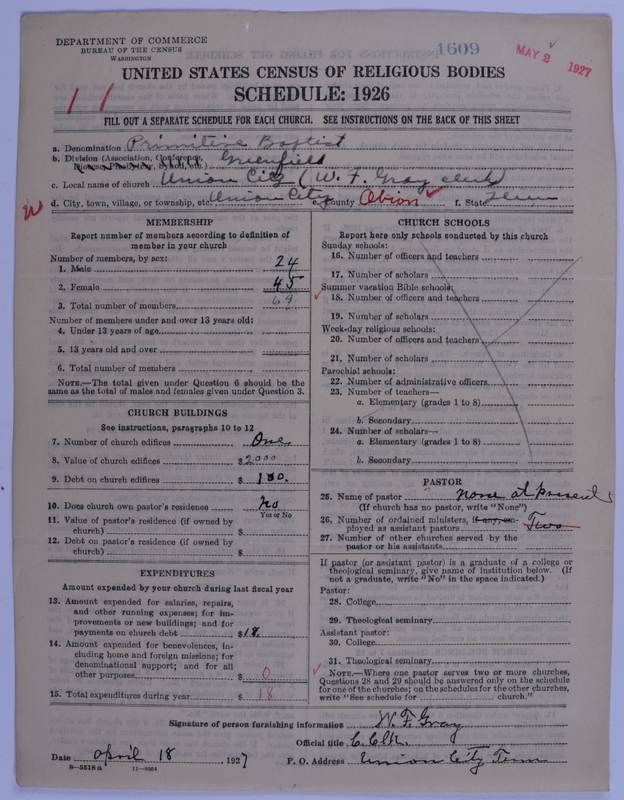 DEPARTMENT OF COMMERCE
BUREAU OF THE CENSUS
WASHINGTON
1609
MAY 2 1927
UNITED STATES CENSUS OF RELIGIOUS BODIES
SCHEDULE: 1926
11
FILL OUT A SEPARATE SCHEDULE FOR EACH CHURCH. SEE INSTRUCTIONS ON THE BACK OF THIS SHEET
a. Denomination Primitive Baptist
b. Division (Association, Conference, Diocese, Presbytery, Synod, etc.) Greenfield
c. Local name of church Union City (W. F. Gray clerk)
W
d. City, town, village, or township, etc. Union City e. County Obion f. State Tenn
MEMBERSHIP
Report number of members according to definition of member in your church
Number of members, by sex:
1. Male 24
2. Female 45
3. Total number of members 69
Number of members under and over 13 years old:
4. Under 13 years of age
5. 13 years old and over
6. Total number of members
NOTE.—The total given under Question 6 should be the same as the total of males and females given under Question 3.
CHURCH BUILDINGS
See instructions, paragraphs 10 to 12
7. Number of church edifices One
8. Value of church edifices $2000
9. Debt on church edifices $100.
10. Does church own pastor's residence No
Yes or No
11. Value of pastor's residence (if owned by church) $
12. Debt on pastor's residence (if owned by church) $
EXPENDITURES
Amount expended by your church during last fiscal year
13. Amount expended for salaries, repairs, and other running expenses; for improvements or new buildings; and for payments on church debt $18.
14. Amount expended for benevolences, including home and foreign missions; for denominational support; and for all other purposes $0
15. Total expenditures during year $18
CHURCH SCHOOLS
Report here only schools conducted by this church
Sunday schools:
16. Number of officers and teachers
17. Number of scholars
Summer vacation Bible schools:
18. Number of officers and teachers
19. Number of scholars
Week-day religious schools:
20. Number of officers and teachers
21. Number of scholars
Parochial schools:
22. Number of administrative officers
23. Number of teachers—
a. Elementary (grades 1 to 8)
b. Secondary
24. Number of scholars—
a. Elementary (grades 1 to 8)
b. Secondary
PASTOR
25. Name of pastor none at present
(If church has no pastor, write "None")
26. Number of ordained ministers, if any, employed as assistant pastors Two
27. Number of other churches served by the pastor or his assistants
If pastor (or assistant pastor) is a graduate of a college or theological seminary, give name of institution below. (If not a graduate, write "No" in the space indicated.)
Pastor:
28. College
29. Theological seminary
Assistant pastor:
30. College
31. Theological seminary
NOTE.—Where one pastor serves two or more churches, Questions 28 and 29 should be answered only on the schedule for one of the churches; on the schedules for the other churches, write "See schedule for church."
Signature of person furnishing information W. F. Gray
Official title C. Clk.
Date April 18, 1927 P. O. Address Union City Tenn
8—5518 a 11—9564